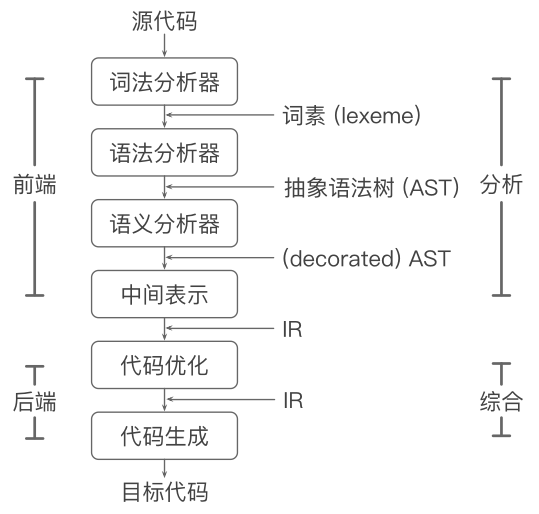 源代码
词法分析器
词素（lexeme）
语法分析器
前端
抽象语法树（AST）
分析
语义分析器
（decorated）AST
中间表示
IR
代码优化
后端
IR
综合
代码生成
目标代码